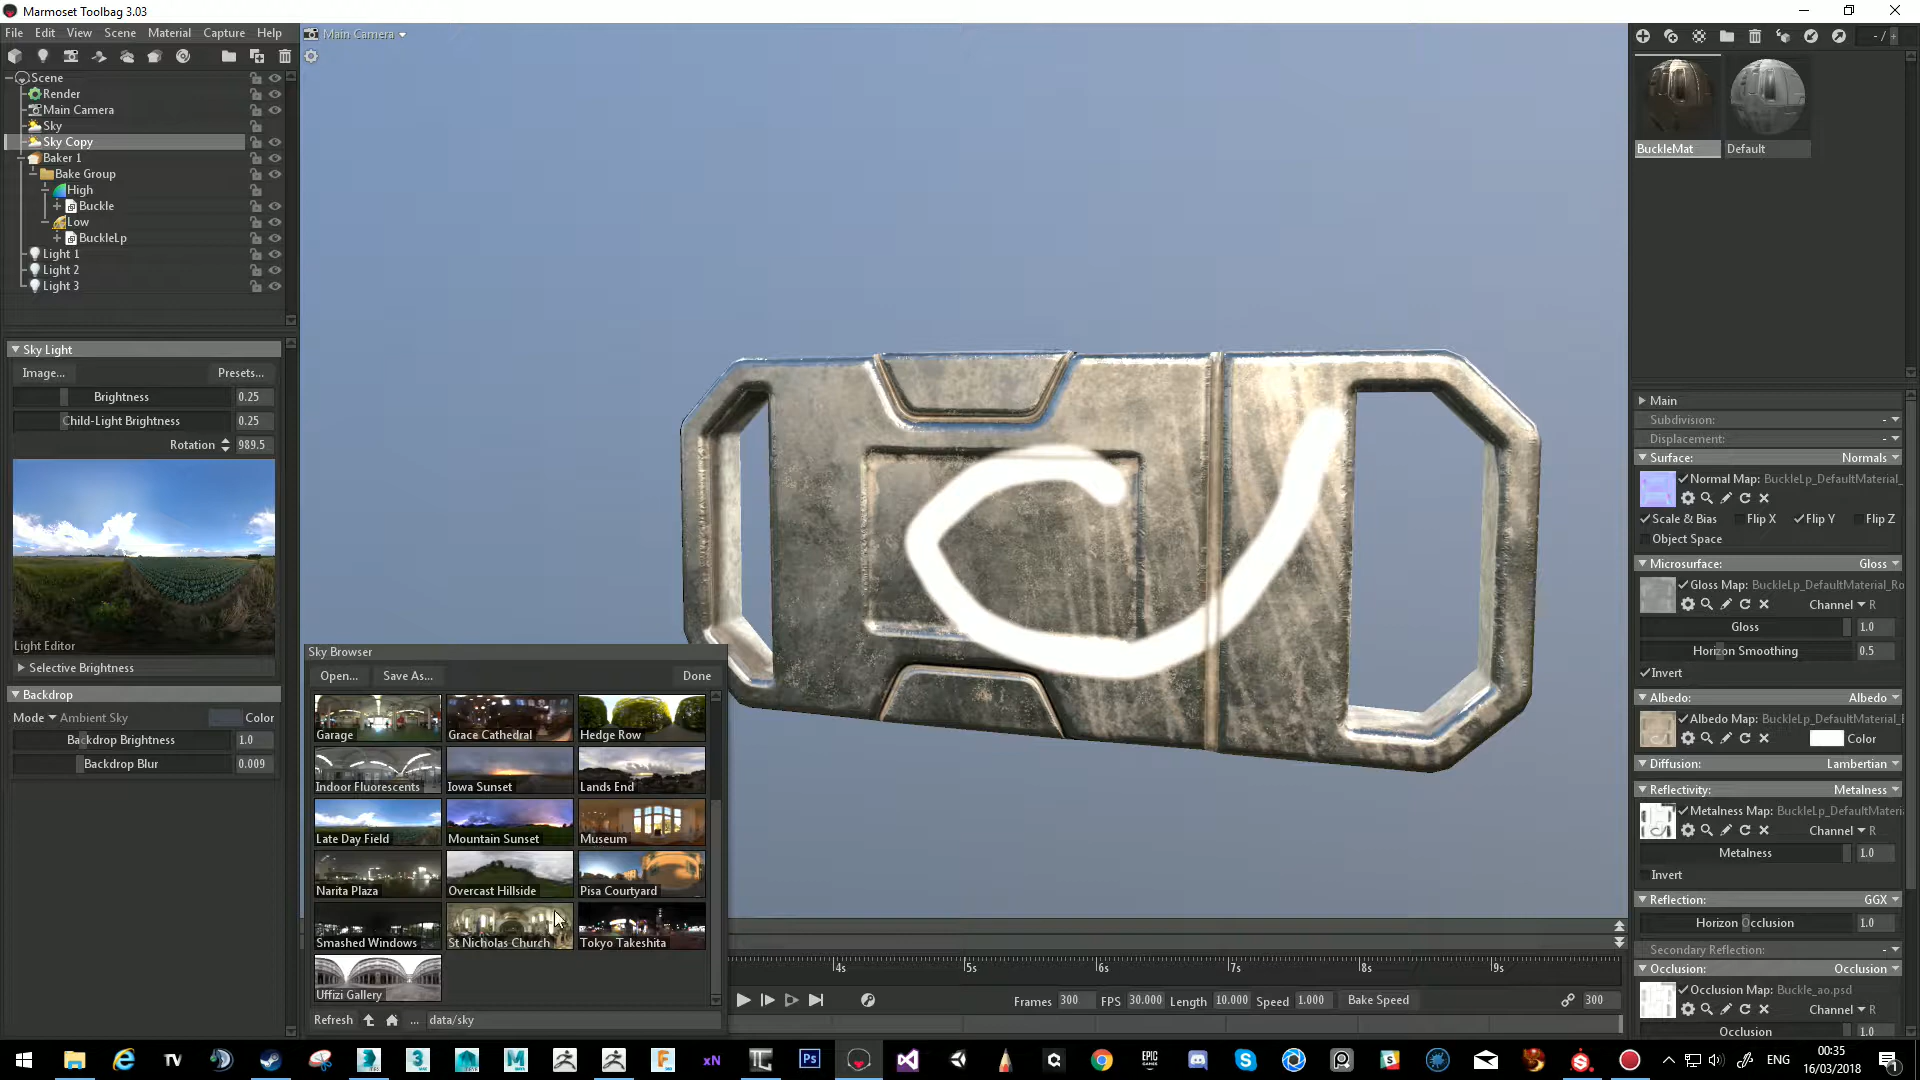 Marmoset Toolbag 3.03
File Edit View Scene Material Capture Help
Main Camera
Scene
Render
Main Camera
Sky
Sky Copy
Baker 1
Bake Group
High
Buckle
Low
BuckleLp
Light 1
Light 2
Light 3
Sky Light
Image... Presets...
Brightness 0.25
Child-Light Brightness 0.25
Rotation 989.5
Light Editor
Selective Brightness
Backdrop
Mode Ambient Sky Color
Backdrop Brightness 1.0
Backdrop Blur 0.009
Sky Browser
Open... Save As... Done
Garage Grace Cathedral Hedge Row
Indoor Fluorescents Iowa Sunset Lands End
Late Day Field Mountain Sunset Museum
Narita Plaza Overcast Hillside Pisa Courtyard
Smashed Windows St Nicholas Church Tokyo Takeshita
Uffizi Gallery
Refresh ... data/sky
4s 5s 6s 7s 8s 9s
Frames 300 FPS 30.000 Length 10.000 Speed 1.000 Bake Speed 300
- / +
BuckleMat Default
Main
Subdivision: -
Displacement: -
Surface: Normals
Normal Map: BuckleLp_DefaultMaterial_
Scale & Bias Flip X Flip Y Flip Z
Object Space
Microsurface: Gloss
Gloss Map: BuckleLp_DefaultMaterial_Ro
Channel R
Gloss 1.0
Horizon Smoothing 0.5
Invert
Albedo: Albedo
Albedo Map: BuckleLp_DefaultMaterial_B
Color
Diffusion: Lambertian
Reflectivity: Metalness
Metalness Map: BuckleLp_DefaultMateri
Channel R
Metalness 1.0
Invert
Reflection: GGX
Horizon Occlusion 1.0
Secondary Reflection: -
Occlusion: Occlusion
Occlusion Map: Buckle_ao.psd
Channel R
Occlusion 1.0
TV xN Ps EPIC GAMES ENG 00:35
16/03/2018